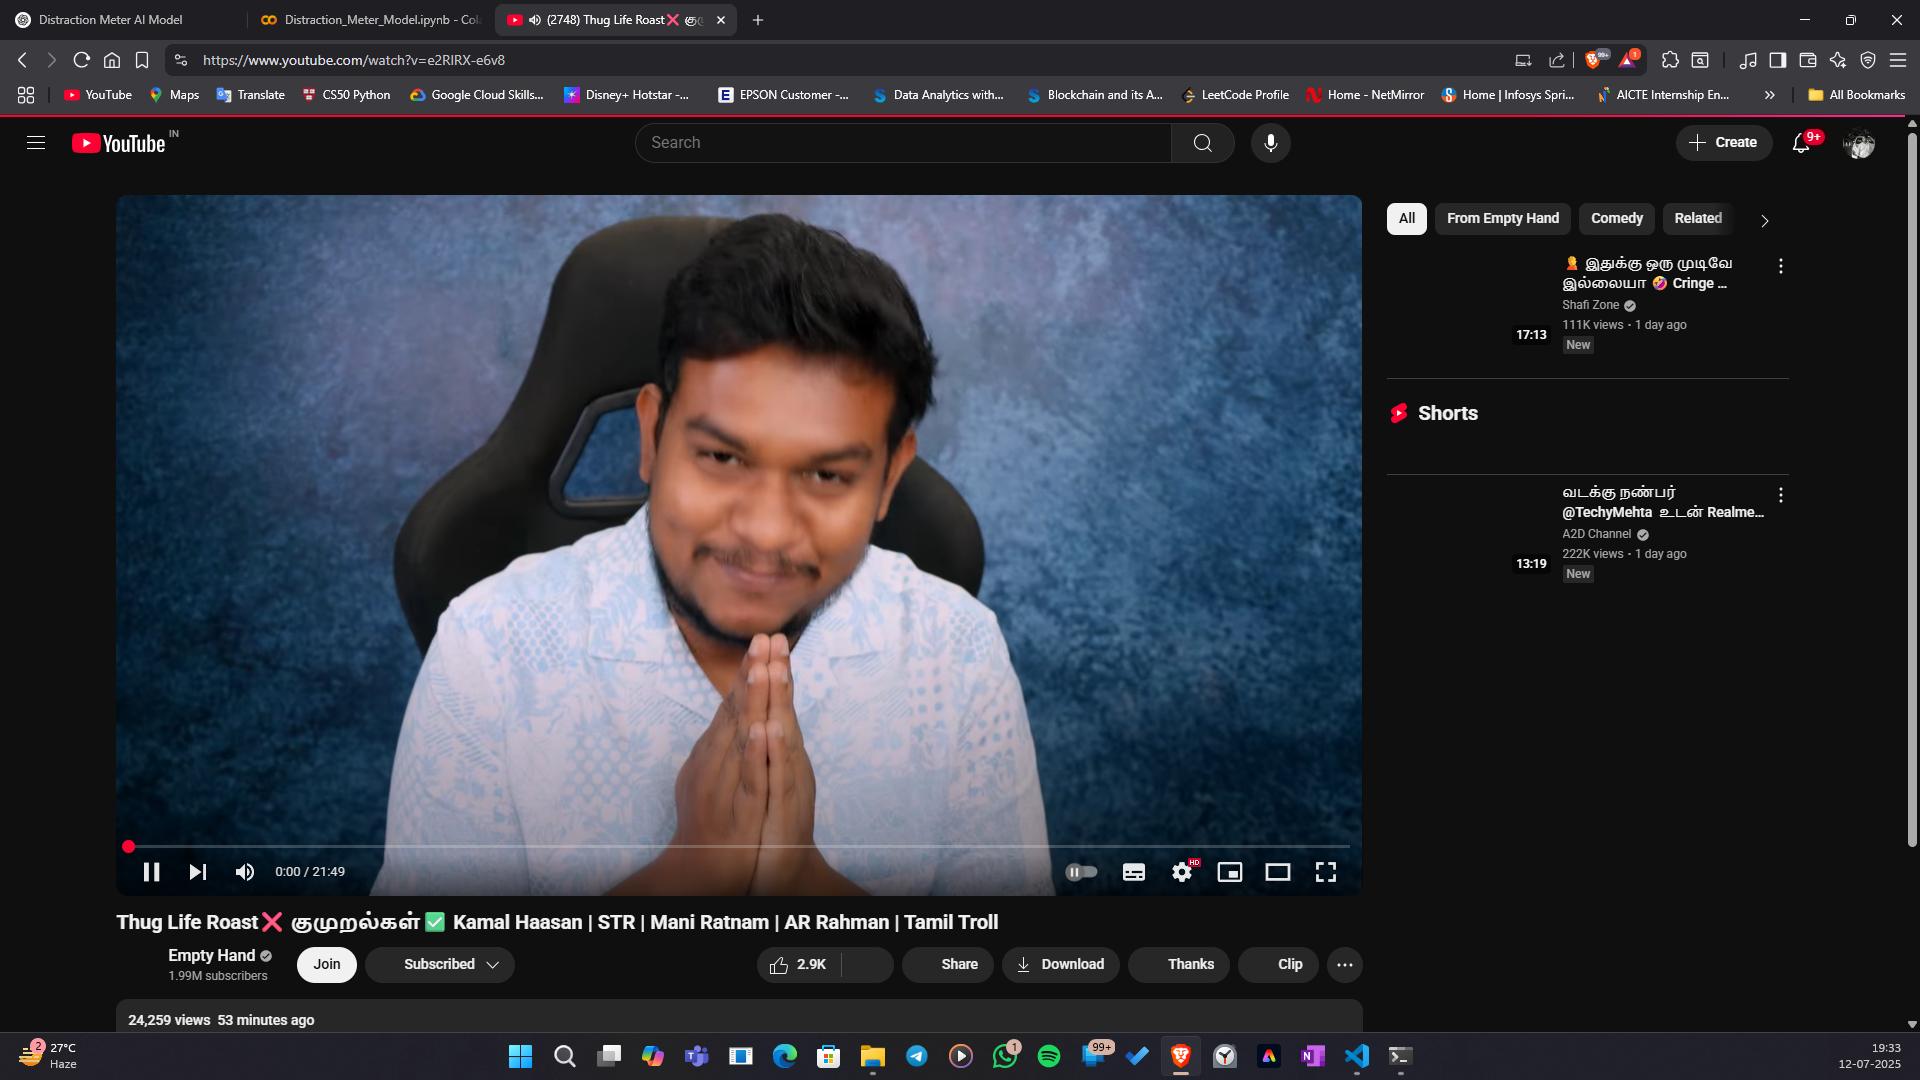 Distraction Meter AI Model
Distraction_Meter_Model.ipynb - Col
(2748) Thug Life Roast❌ கு
https://www.youtube.com/watch?v=e2RlRX-e6v8
99+
1
YouTube
Maps
Translate
CS50 Python
Google Cloud Skills...
Disney+ Hotstar -...
EPSON Customer -...
Data Analytics with...
Blockchain and its A...
LeetCode Profile
Home - NetMirror
Home | Infosys Spri...
AICTE Internship En...
All Bookmarks
YouTube IN
Search
Create
9+
All
From Empty Hand
Comedy
Related
🤦 இதுக்கு ஒரு முடிவே
இல்லையா 🤣 Cringe ...
Shafi Zone
111K views • 1 day ago
17:13
New
Shorts
வடக்கு நண்பர்
@TechyMehta உடன் Realme...
A2D Channel
222K views • 1 day ago
13:19
New
0:00 / 21:49
HD
Thug Life Roast❌ குமுறல்கள்✅ Kamal Haasan | STR | Mani Ratnam | AR Rahman | Tamil Troll
Empty Hand
1.99M subscribers
Join
Subscribed
2.9K
Share
Download
Thanks
Clip
24,259 views 53 minutes ago
2
27°C
Haze
1
99+
19:33
12-07-2025